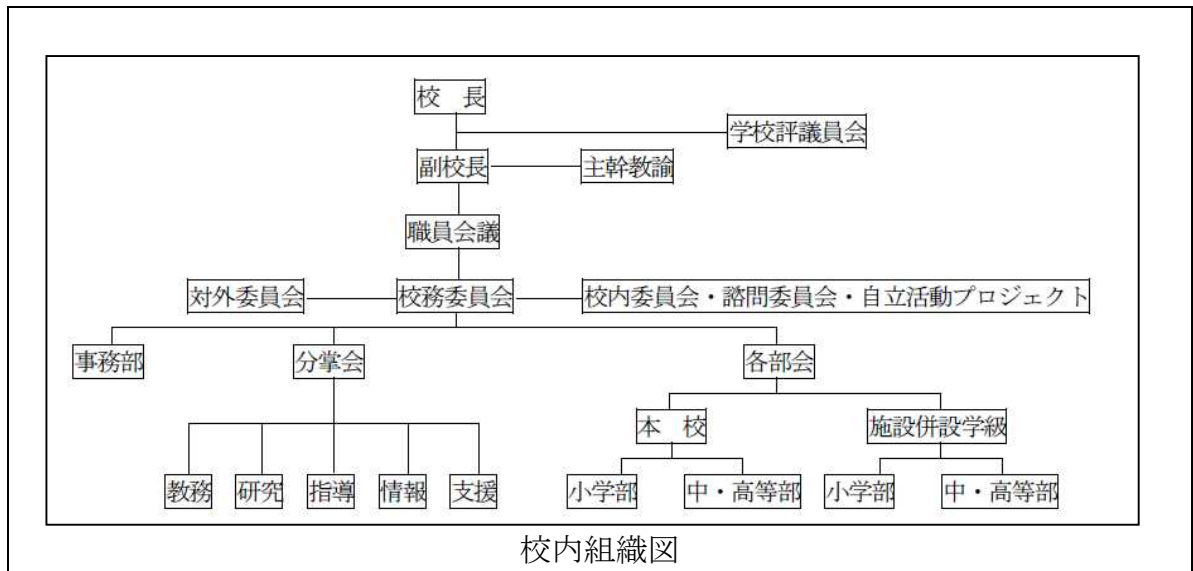 校　長
学校評議員会
副校長
主幹教諭
職員会議
対外委員会
校務委員会
校内委員会・諮問委員会・自立活動プロジェクト
事務部
分掌会
各部会
本　校
施設併設学級
教務
研究
指導
情報
支援
小学部
中・高等部
小学部
中・高等部
校内組織図